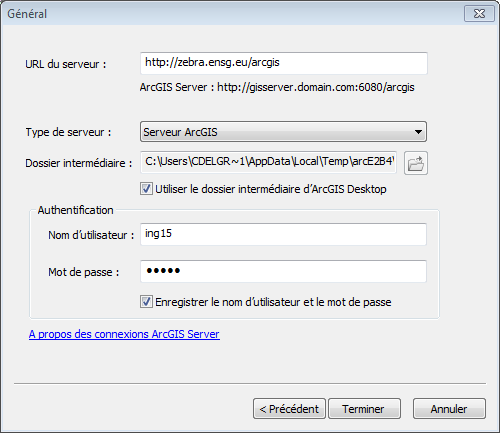 Général
URL du serveur : http://zebra.ensg.eu/arcgis
ArcGIS Server : http://gisserver.domain.com:6080/arcgis
Type de serveur : Serveur ArcGIS
Dossier intermédiaire : C:\Users\CDELGR~1\AppData\Local\Temp\arcE2B4\
Utiliser le dossier intermédiaire d'ArcGIS Desktop
Authentification
Nom d'utilisateur : ing15
Mot de passe : •••••
Enregistrer le nom d'utilisateur et le mot de passe
A propos des connexions ArcGIS Server
< Précédent Terminer Annuler